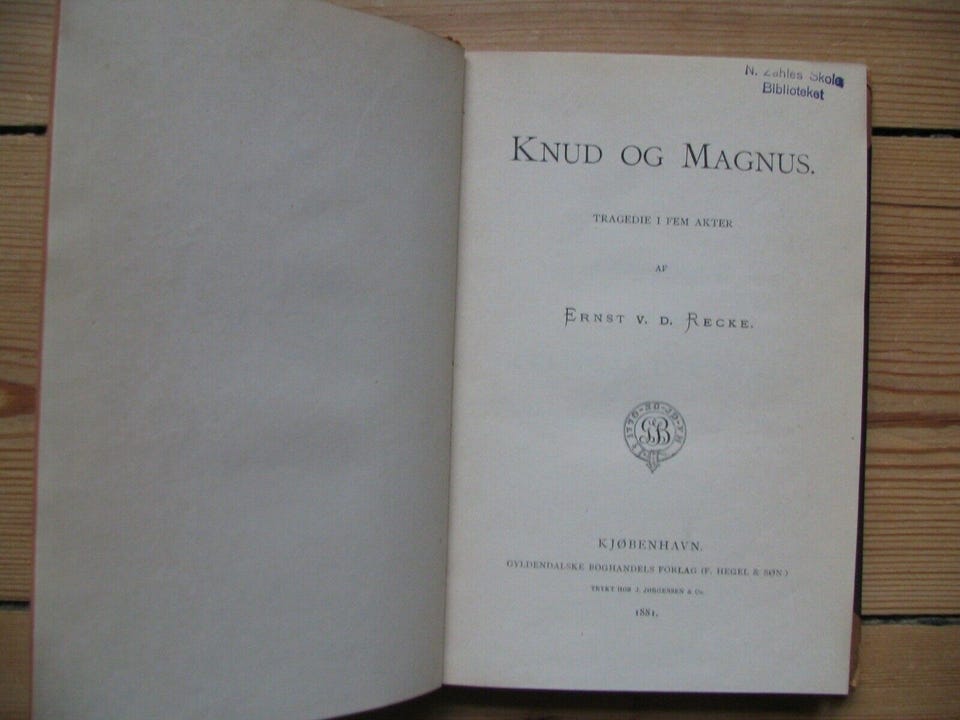 N. Zahles Skole
Biblioteket
KNUD OG MAGNUS.
TRAGEDIE I FEM AKTER
AF
ERNST V. D. RECKE.
GB
KJØBENHAVN.
GYLDENDALSKE BOGHANDELS FORLAG (F. HEGEL & SØN)
TRYKT HOS J. JØRGENSEN & Co.
1881.